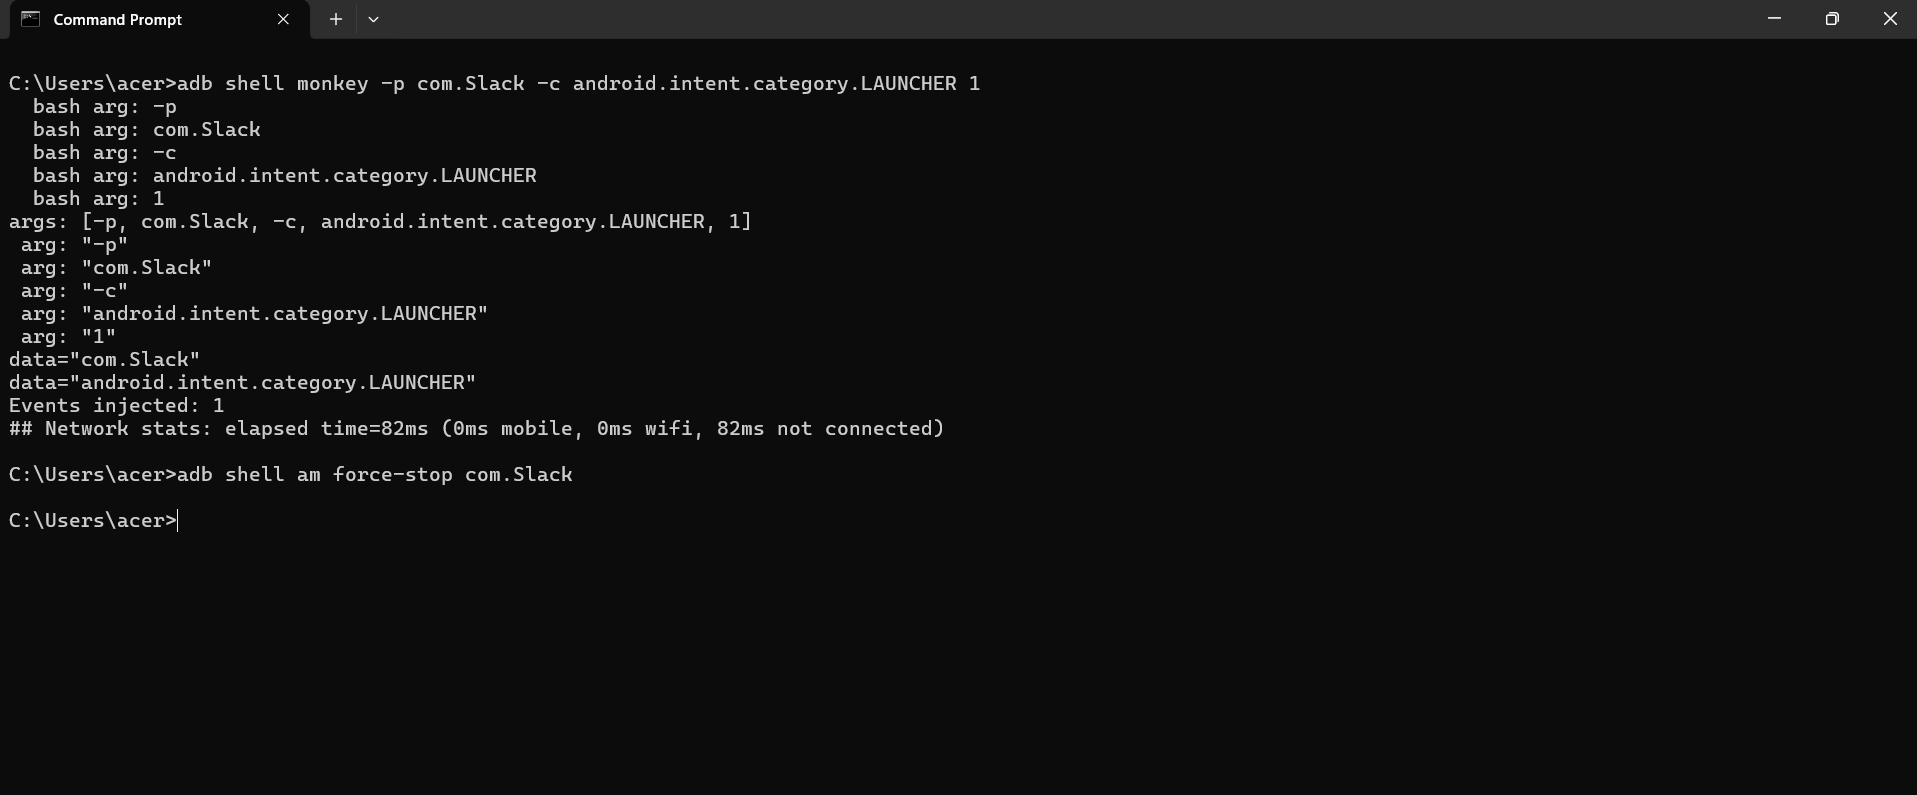 Command Prompt
C:\Users\acer>adb shell monkey -p com.Slack -c android.intent.category.LAUNCHER 1
  bash arg: -p
  bash arg: com.Slack
  bash arg: -c
  bash arg: android.intent.category.LAUNCHER
  bash arg: 1
args: [-p, com.Slack, -c, android.intent.category.LAUNCHER, 1]
 arg: "-p"
 arg: "com.Slack"
 arg: "-c"
 arg: "android.intent.category.LAUNCHER"
 arg: "1"
data="com.Slack"
data="android.intent.category.LAUNCHER"
Events injected: 1
## Network stats: elapsed time=82ms (0ms mobile, 0ms wifi, 82ms not connected)
C:\Users\acer>adb shell am force-stop com.Slack
C:\Users\acer>